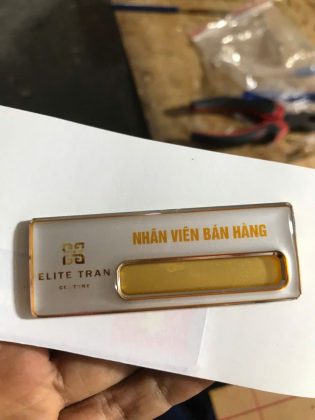 NHÂN VIÊN BÁN HÀNG
ELITE TRAN